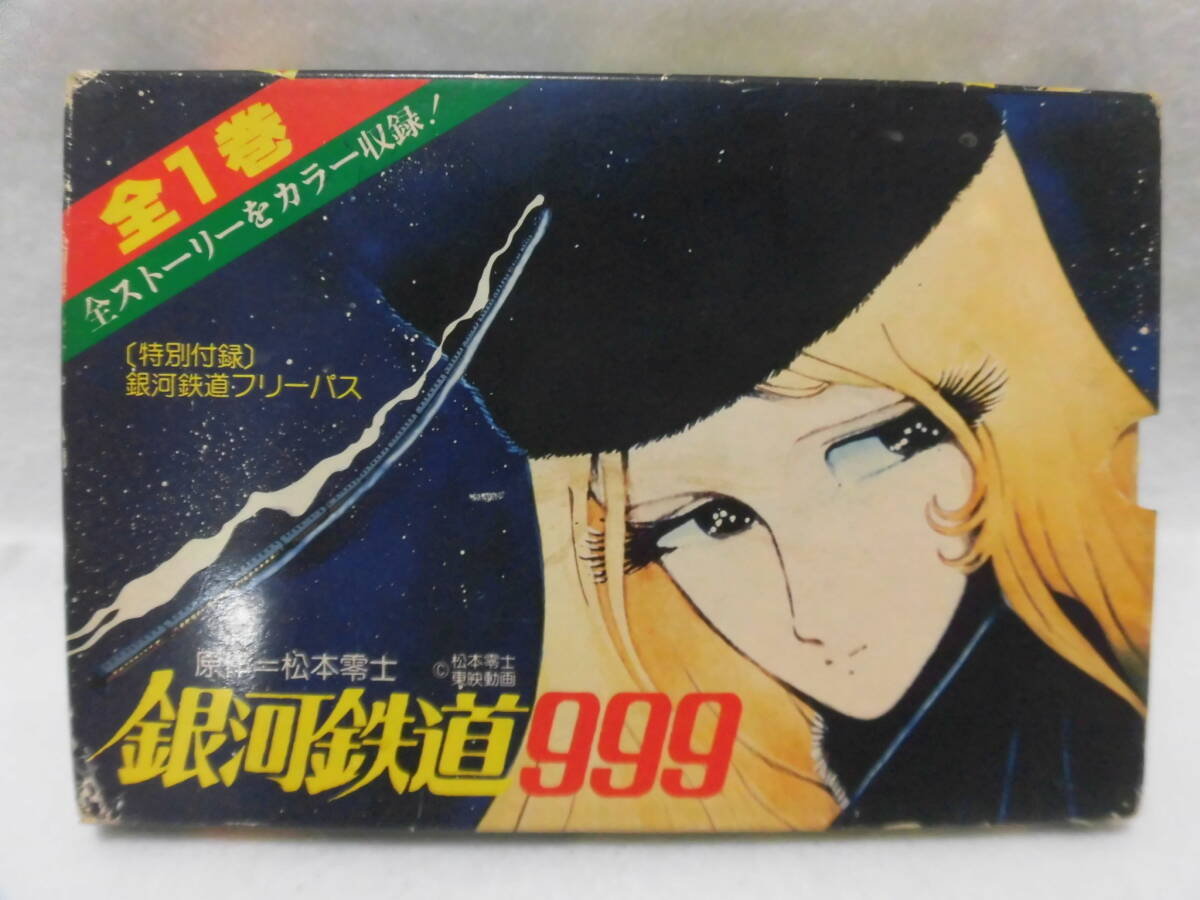 全1巻
全ストーリーをカラー収録!
〔特別付録〕
銀河鉄道フリーパス
原作=松本零士
©松本零士
東映動画
銀河鉄道999